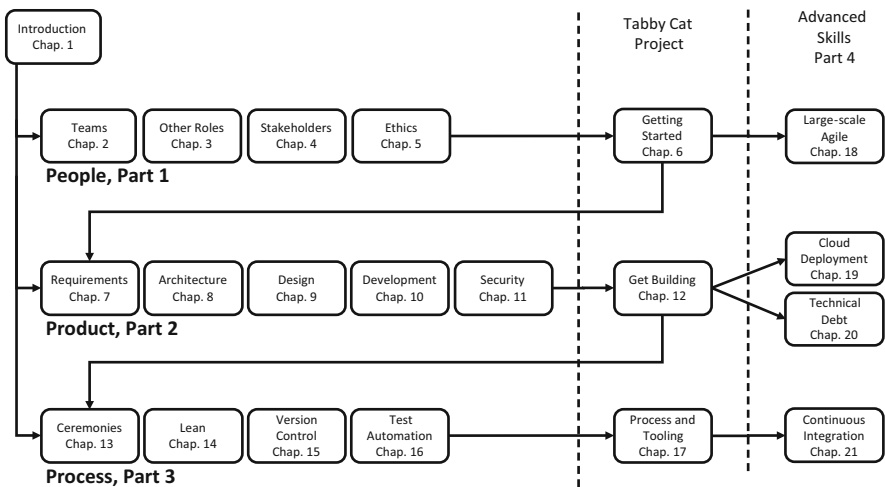 Introduction
Chap. 1
Tabby Cat
Project
Advanced
Skills
Part 4
Teams
Chap. 2
Other Roles
Chap. 3
Stakeholders
Chap. 4
Ethics
Chap. 5
Getting
Started
Chap. 6
Large-scale
Agile
Chap. 18
People, Part 1
Requirements
Chap. 7
Architecture
Chap. 8
Design
Chap. 9
Development
Chap. 10
Security
Chap. 11
Get Building
Chap. 12
Cloud
Deployment
Chap. 19
Technical
Debt
Chap. 20
Product, Part 2
Ceremonies
Chap. 13
Lean
Chap. 14
Version
Control
Chap. 15
Test
Automation
Chap. 16
Process and
Tooling
Chap. 17
Continuous
Integration
Chap. 21
Process, Part 3